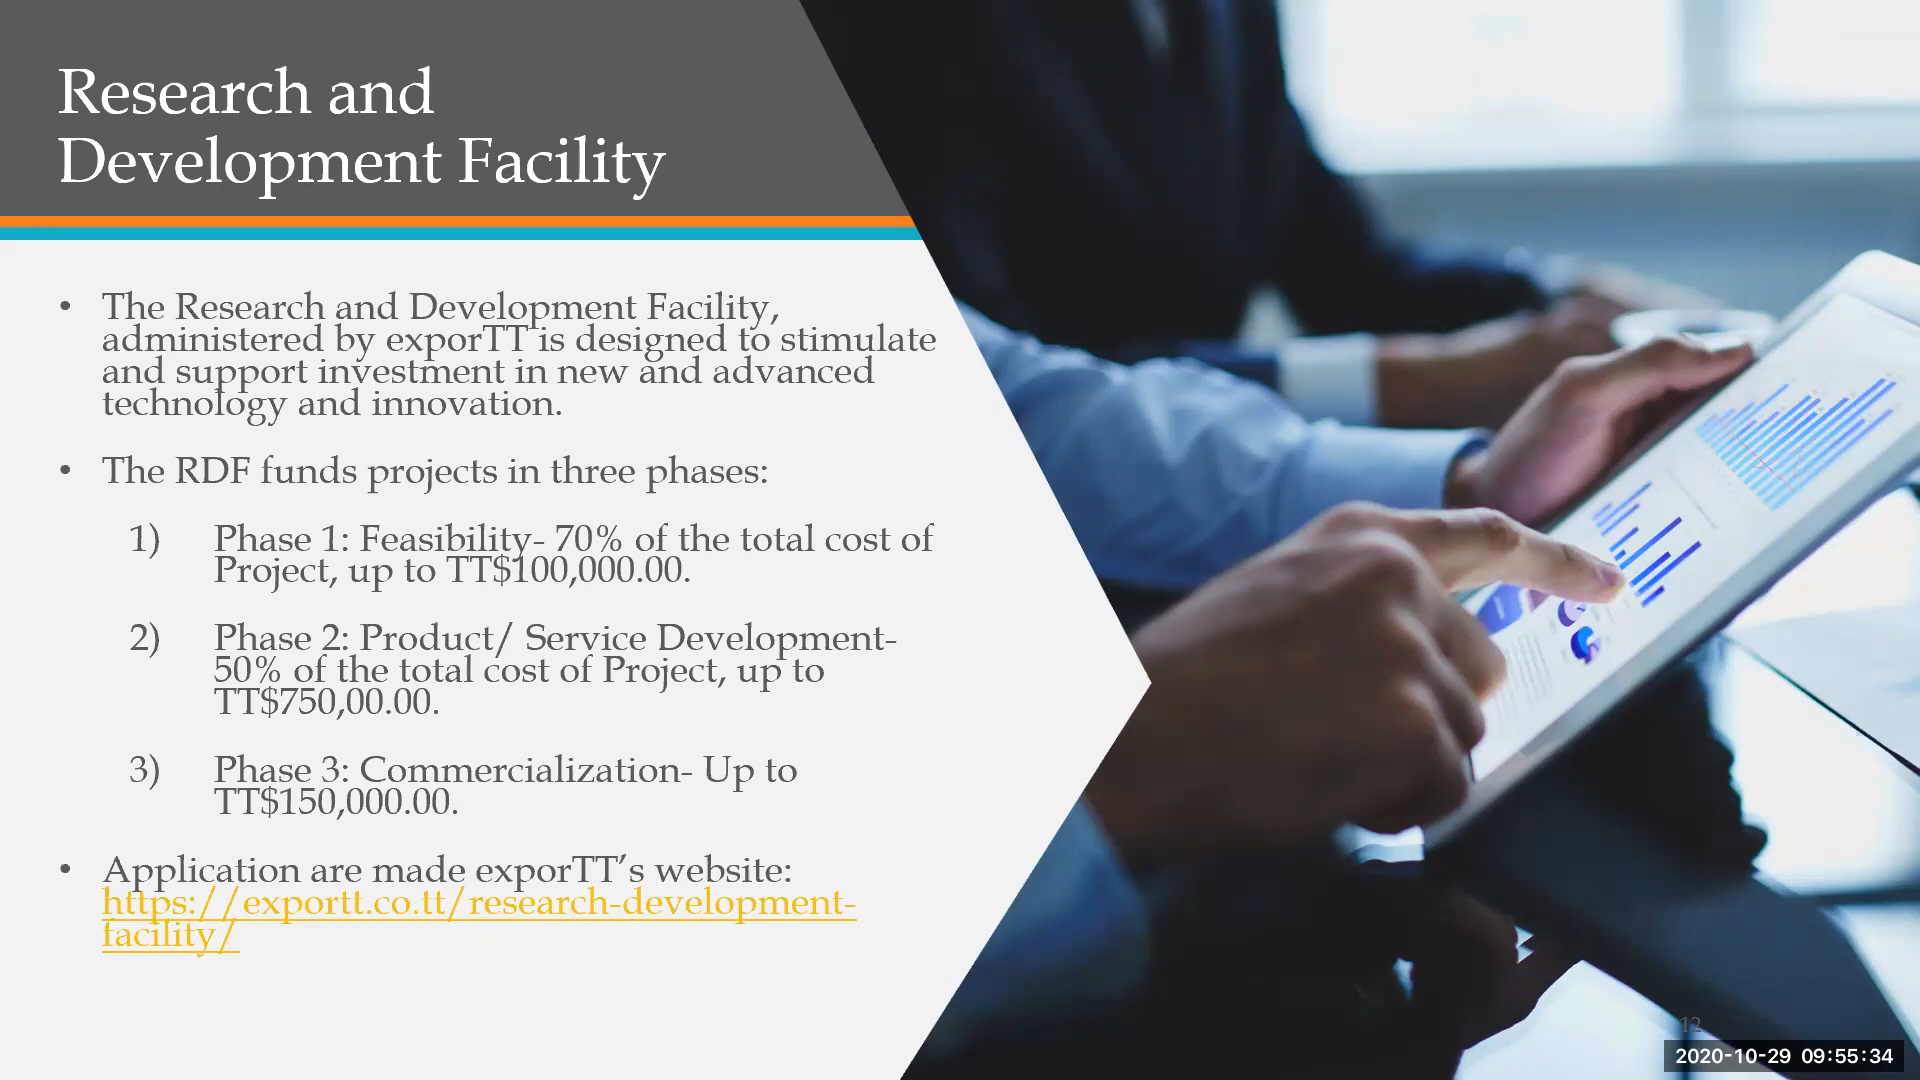 Research and
Development Facility
• The Research and Development Facility,
administered by exporTT is designed to stimulate
and support investment in new and advanced
technology and innovation.
• The RDF funds projects in three phases:
1) Phase 1: Feasibility- 70% of the total cost of
Project, up to TT$100,000.00.
2) Phase 2: Product/ Service Development-
50% of the total cost of Project, up to
TT$750,00.00.
3) Phase 3: Commercialization- Up to
TT$150,000.00.
• Application are made exporTT’s website:
https://exportt.co.tt/research-development-
facility/
12
2020-10-29 09:55:34